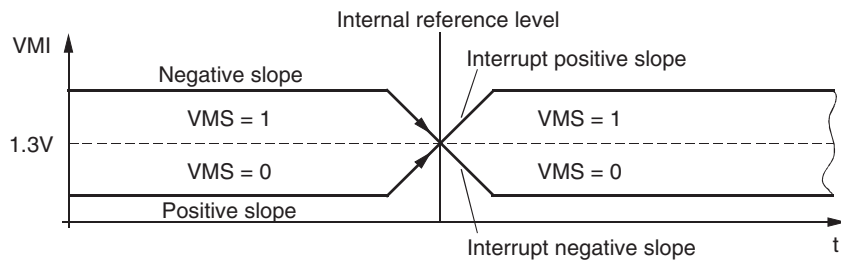 Internal reference level
VMI
Negative slope
Interrupt positive slope
VMS = 1
VMS = 1
1.3V
VMS = 0
VMS = 0
Positive slope
Interrupt negative slope
t